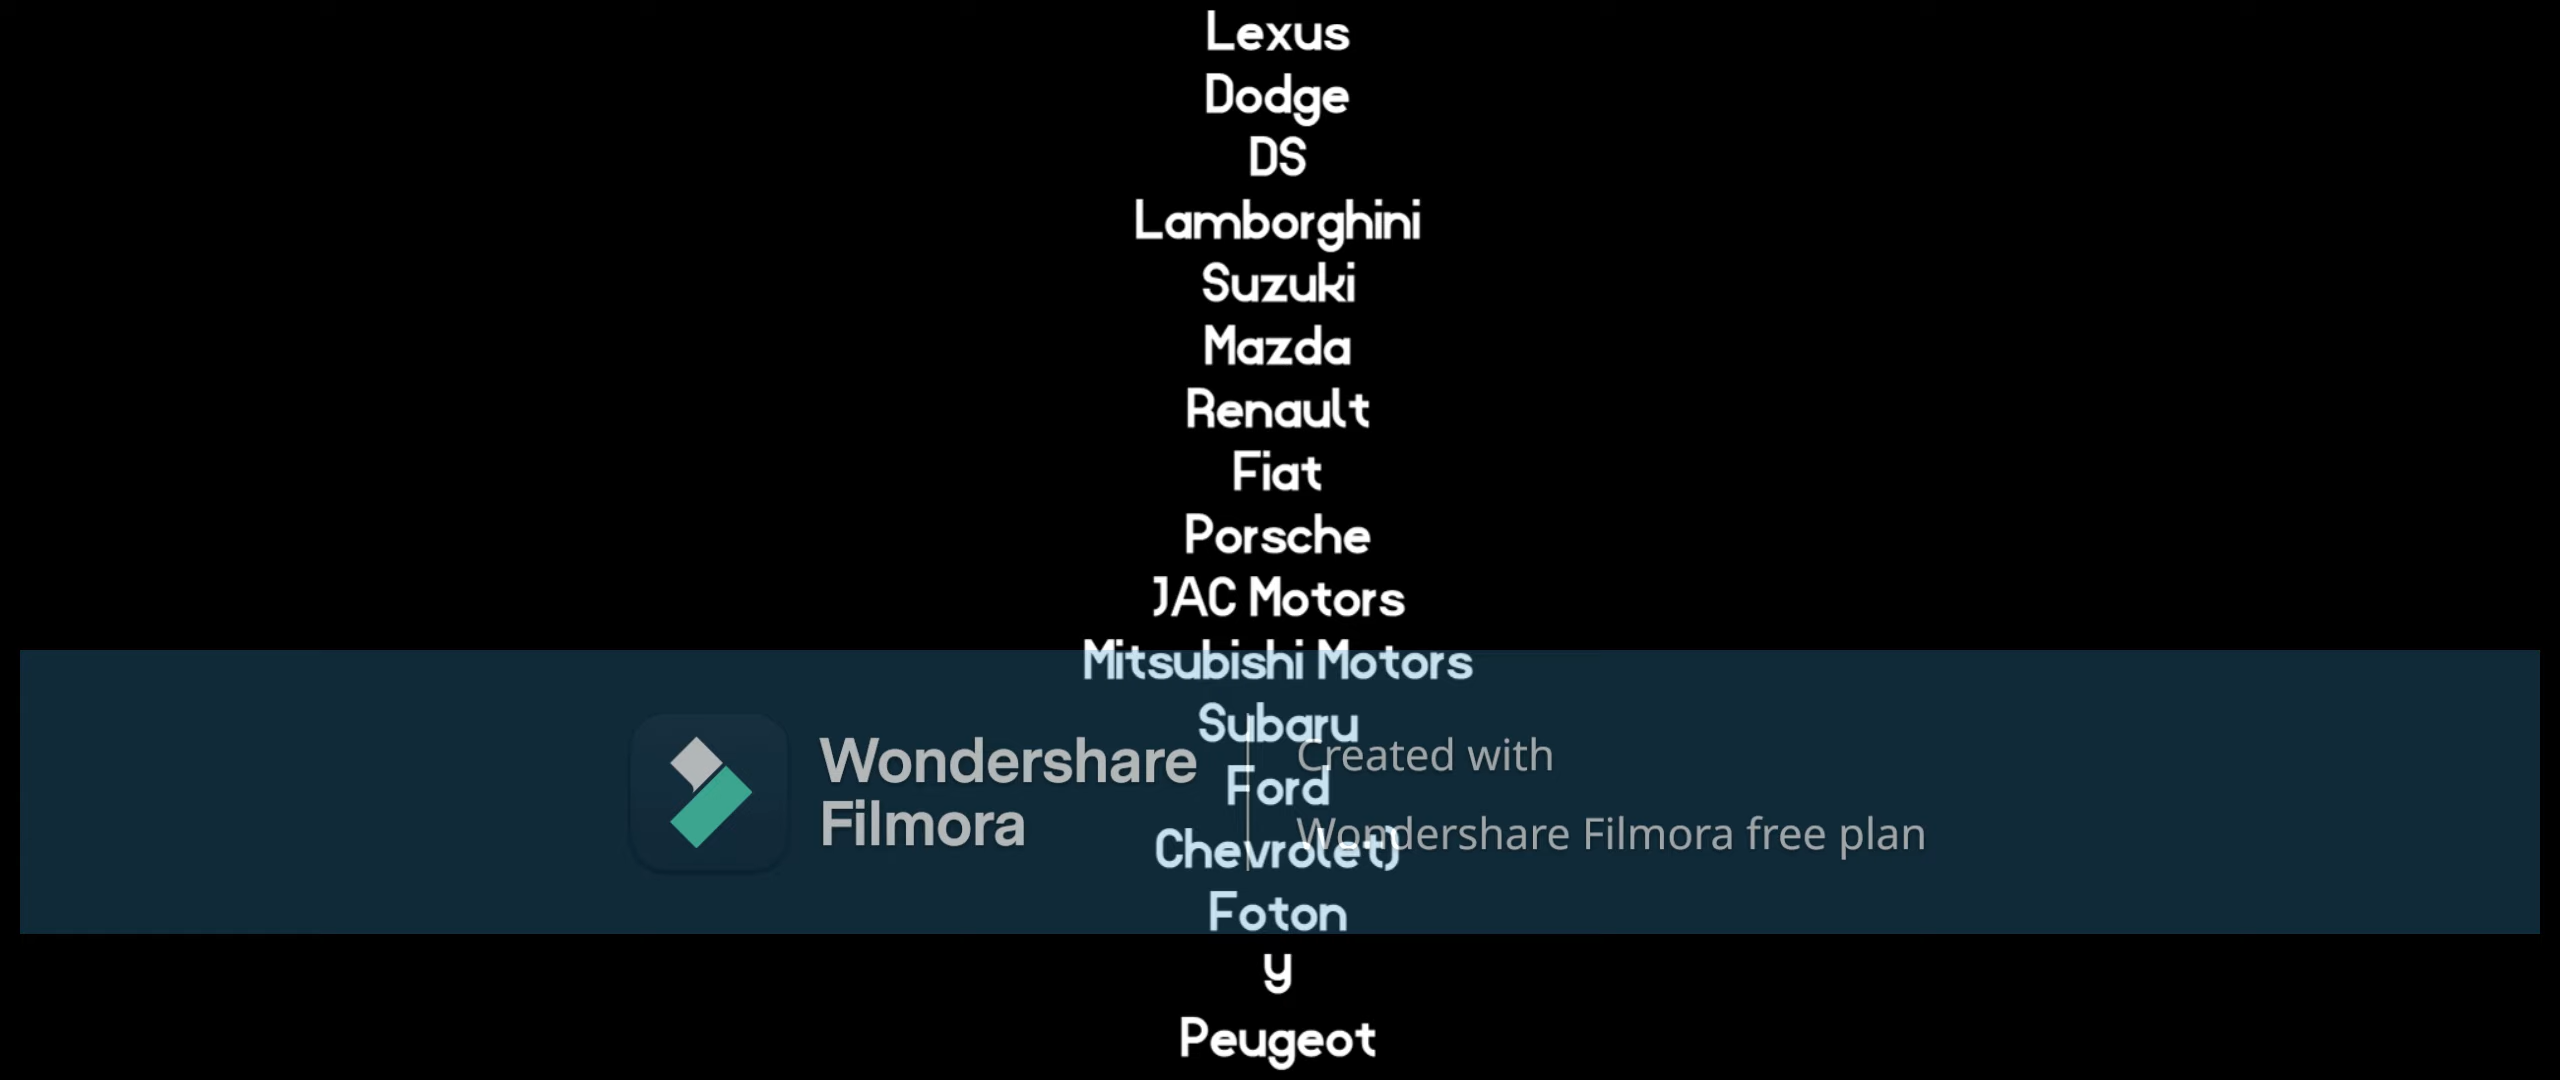 Lexus
Dodge
DS
Lamborghini
Suzuki
Mazda
Renault
Fiat
Porsche
JAC Motors
Mitsubishi Motors
Subaru
Ford
Chevrolet)
Foton
y
Peugeot
Wondershare
Filmora
Created with
Wondershare Filmora free plan